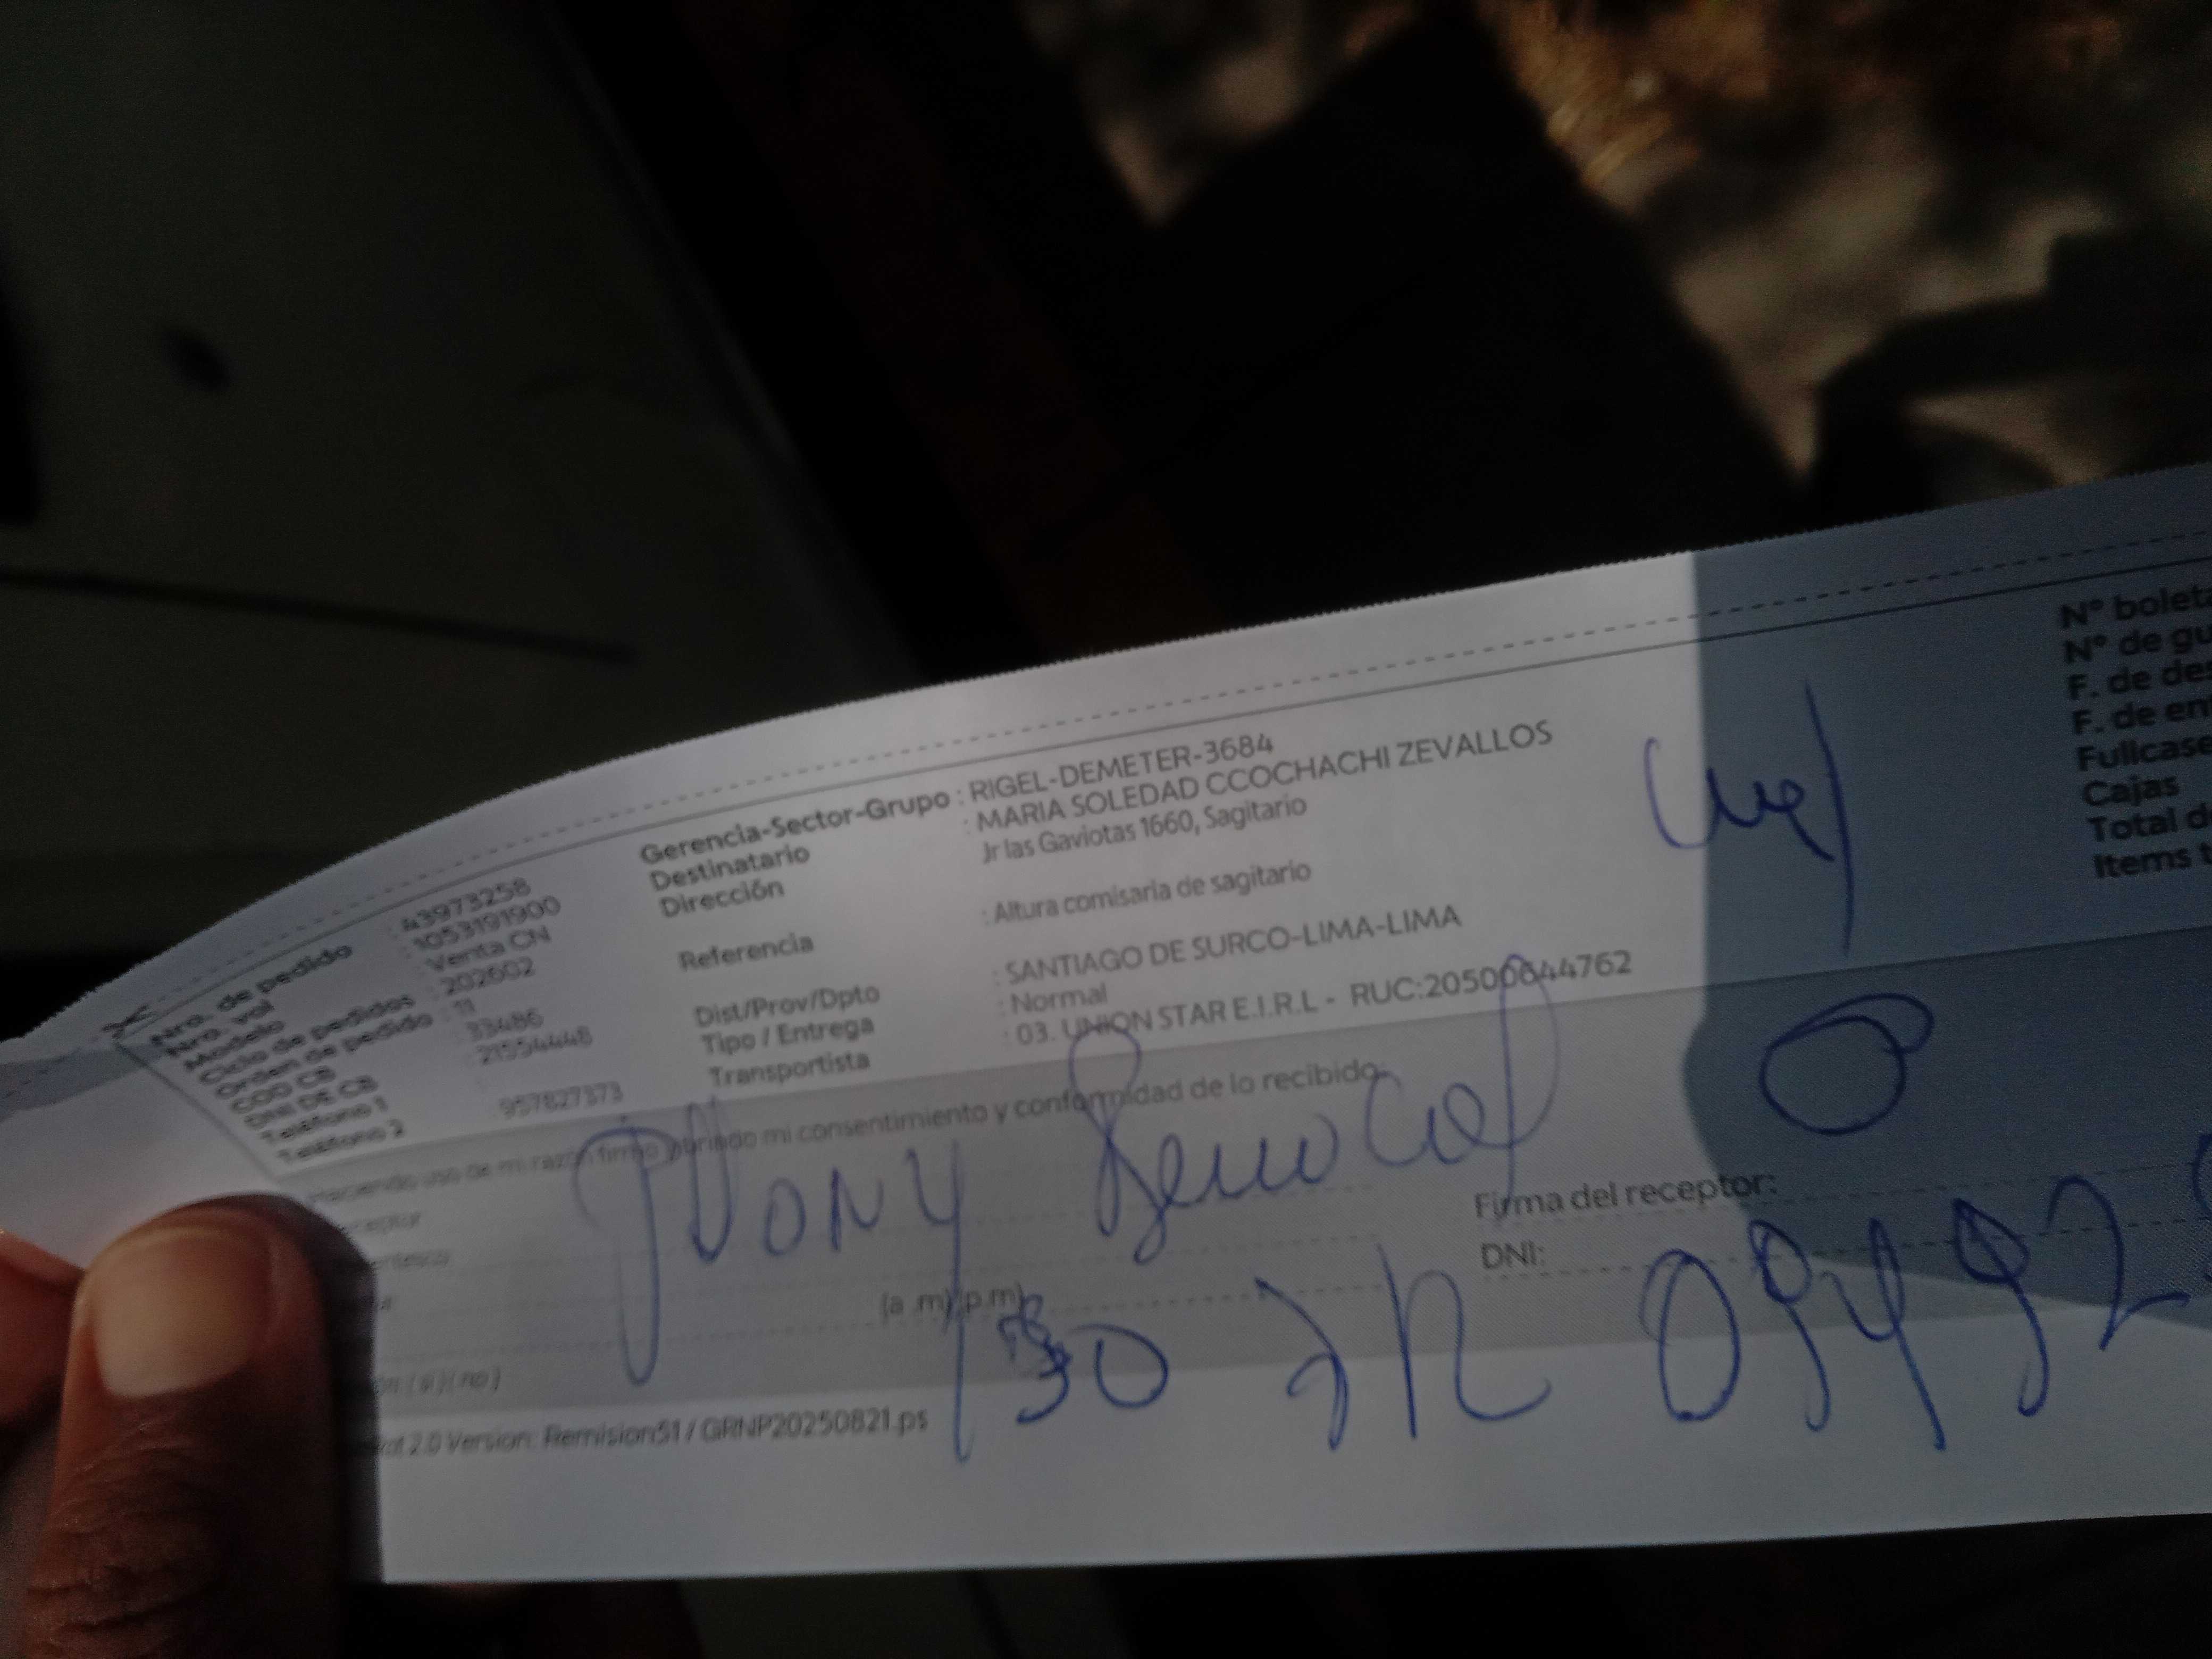 Nro. de pedido : 43973258
Nro. vol : 1053191900
Modelo Venta CN
Ciclo de pedidos : 202602
Orden de pedido : 11
COD CB 33486
DNI DE CB : 21554448
Teléfono 1
Teléfono 2 957827373
Gerencia-Sector-Grupo : RIGEL-DEMETER-3684
Destinatario : MARIA SOLEDAD CCOCHACHI ZEVALLOS
Dirección Jr las Gaviotas 1660, Sagitario
Referencia : Altura comisaria de sagitario
Dist/Prov/Dpto : SANTIAGO DE SURCO-LIMA-LIMA
Tipo / Entrega : Normal
Transportista : 03. UNION STAR E.I.R.L - RUC:20500644762
N° boleta
N° de gu
F. de des
F. de en
Fullcase
Cajas
Total d
Items t
uso de mi razón firmo y brindo mi consentimiento y conformidad de lo recibido.
Firma del receptor:
DNI:
(a .m) (p.m)
130
( si ) ( no )
2.0 Version: Remision51 / GRNP20250821.ps